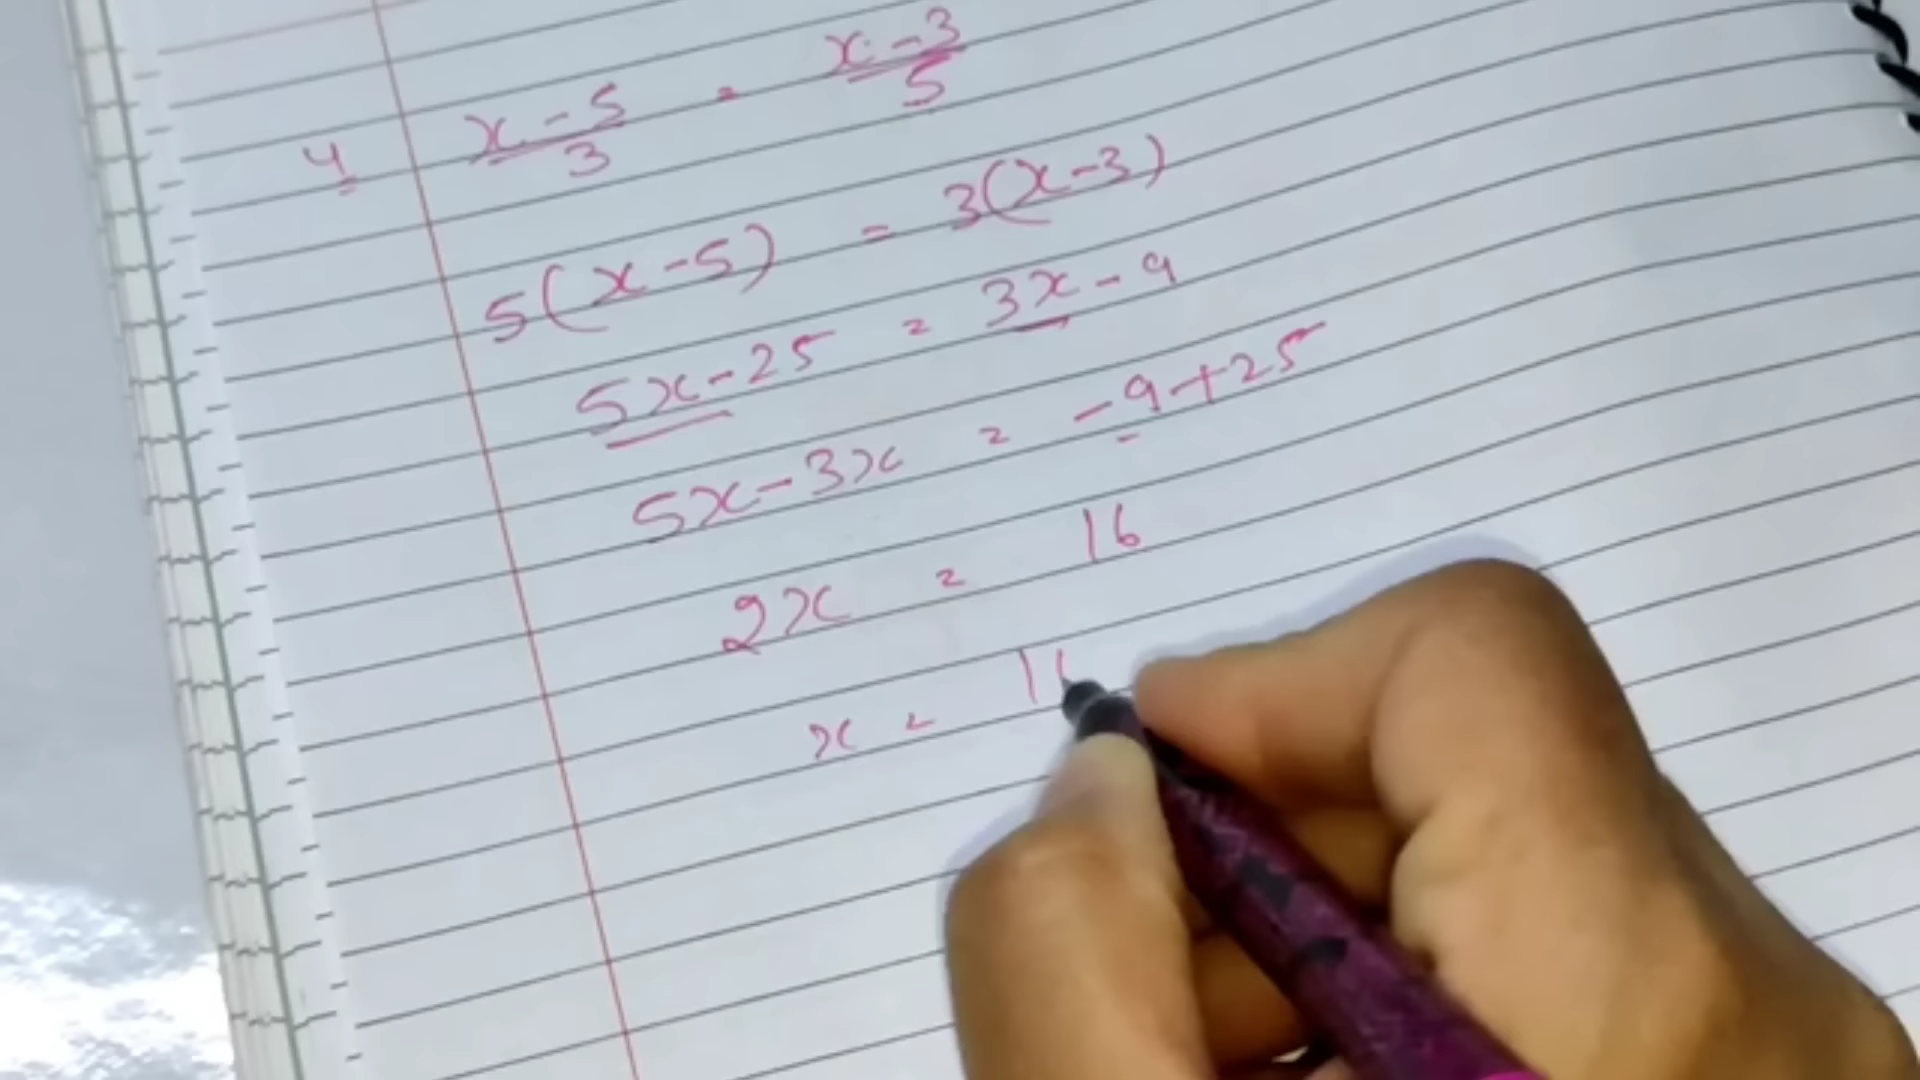 4 x-5/3 = x-3/5
5(x-5) = 3(x-3)
5x-25 = 3x-9
5x-3x = -9+25
2x = 16
x = 1